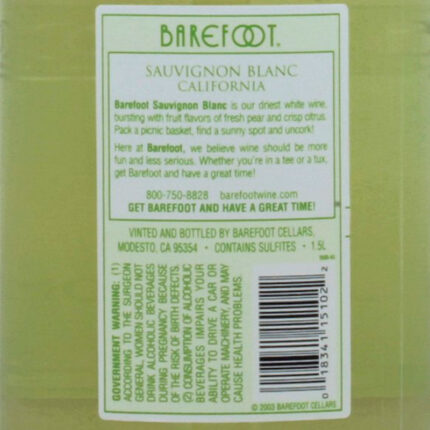 BAREFOOT.
SAUVIGNON BLANC
CALIFORNIA
Barefoot Sauvignon Blanc is our driest white wine,
bursting with fruit flavors of fresh pear and crisp citrus.
Pack a picnic basket, find a sunny spot and uncork!
Here at Barefoot, we believe wine should be more
fun and less serious. Whether you're in a tee or a tux,
get Barefoot and have a great time!
800-750-8828 barefootwine.com
GET BAREFOOT AND HAVE A GREAT TIME!
VINTED AND BOTTLED BY BAREFOOT CELLARS,
MODESTO, CA 95354 • CONTAINS SULFITES • 1.5L
GOVERNMENT WARNING: (1)
ACCORDING TO THE SURGEON
GENERAL, WOMEN SHOULD NOT
DRINK ALCOHOLIC BEVERAGES
DURING PREGNANCY BECAUSE
OF THE RISK OF BIRTH DEFECTS.
(2) CONSUMPTION OF ALCOHOLIC
BEVERAGES IMPAIRS YOUR
ABILITY TO DRIVE A CAR OR
OPERATE MACHINERY, AND MAY
CAUSE HEALTH PROBLEMS.
0 18341 15102 2
© 2003 BAREFOOT CELLARS